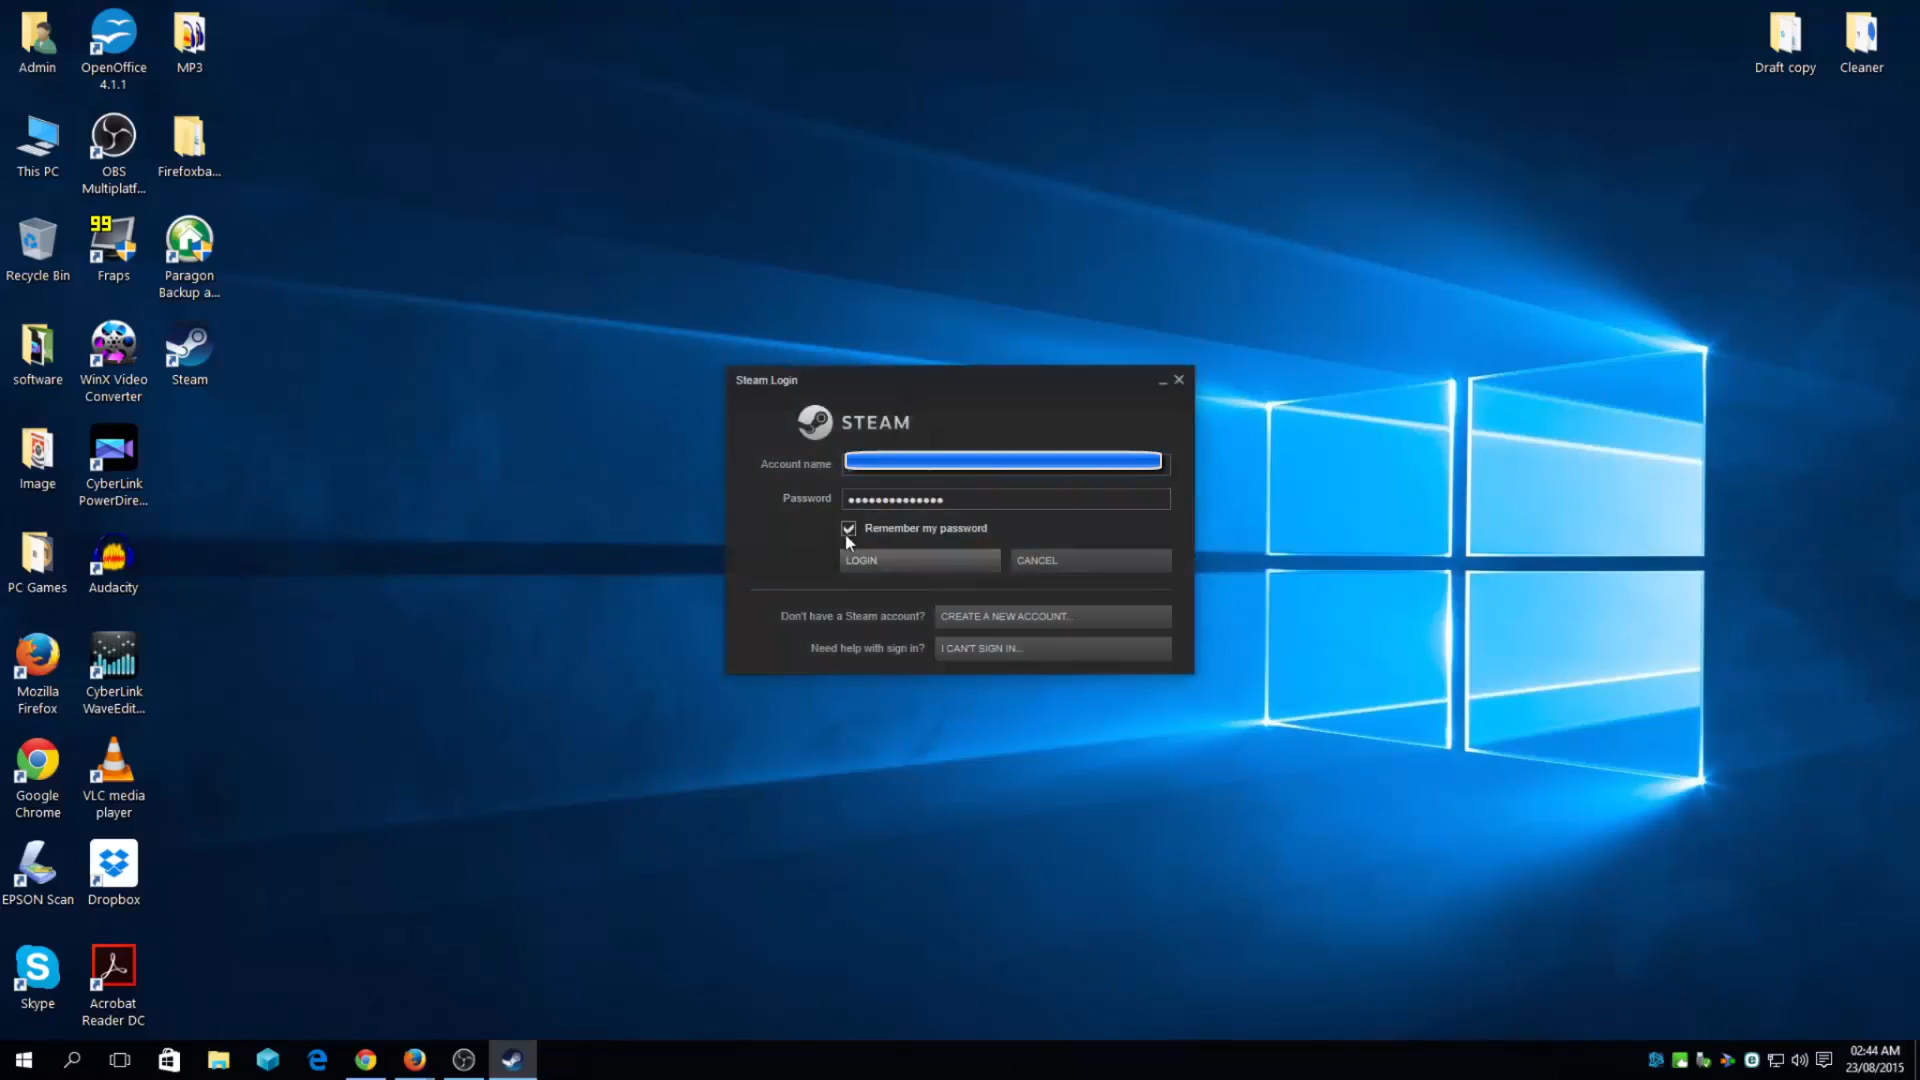 Admin
OpenOffice
4.1.1
MP3
Draft copy
Cleaner
This PC
OBS
Multiplatf...
Firefoxba...
99
Recycle Bin
Fraps
Paragon
Backup a...
software
WinX Video
Converter
Steam
Image
CyberLink
PowerDire...
PC Games
Audacity
Mozilla
Firefox
CyberLink
WaveEdit...
Google
Chrome
VLC media
player
EPSON Scan
Dropbox
Skype
Acrobat
Reader DC
Steam Login
STEAM
Account name
Password
Remember my password
LOGIN
CANCEL
Don't have a Steam account?
CREATE A NEW ACCOUNT...
Need help with sign in?
I CAN'T SIGN IN...
02:44 AM
23/08/2015